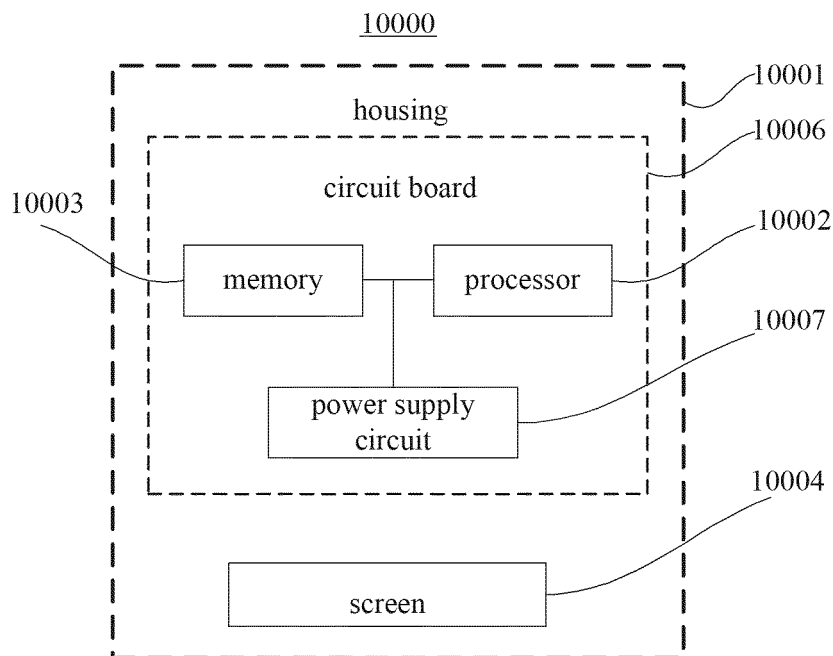 10000
10001
housing
10006
circuit board
10003
10002
memory
processor
10007
power supply
circuit
10004
screen